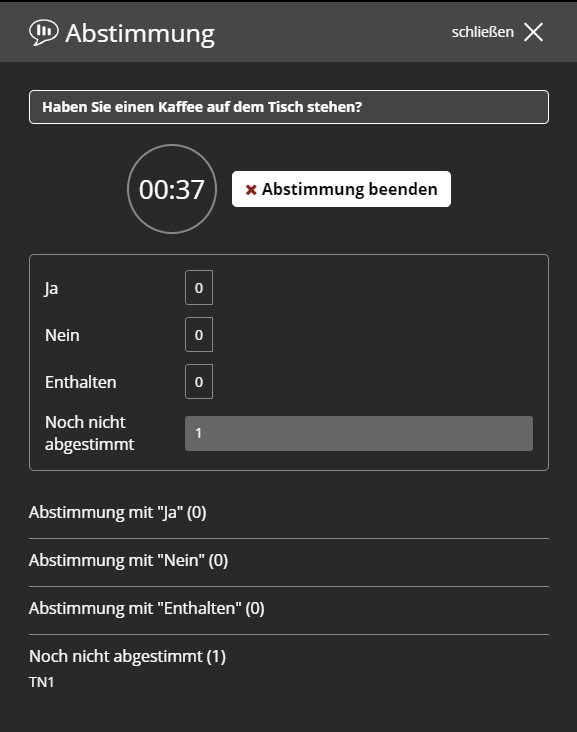 Abstimmung
schließen
Haben Sie einen Kaffee auf dem Tisch stehen?
00:37
Abstimmung beenden
Ja 0
Nein 0
Enthalten 0
Noch nicht
abgestimmt 1
Abstimmung mit "Ja" (0)
Abstimmung mit "Nein" (0)
Abstimmung mit "Enthalten" (0)
Noch nicht abgestimmt (1)
TN1